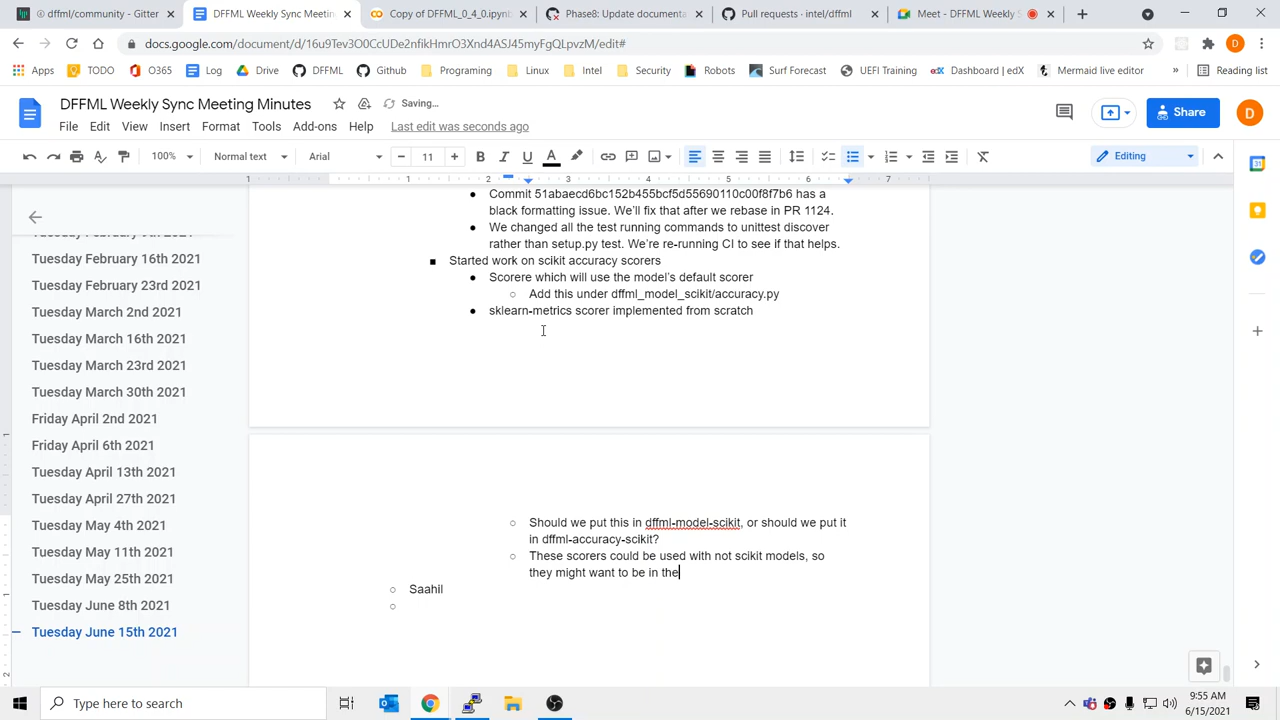 dffml/community - Gitter
DFFML Weekly Sync Meetin
Copy of DFFML_0_4_0.ipynb
Phase8: Update documenta
Pull requests · intel/dffml
Meet - DFFML Weekly S
docs.google.com/document/d/16u9Tev3O0CcUDe2nfikHmrO3Xnd4ASJ45myFgQLpvzM/edit#
Apps TODO O365 Log Drive DFFML Github Programing Linux Intel Security Robots Surf Forecast UEFI Training Dashboard | edX Mermaid live editor » Reading list
DFFML Weekly Sync Meeting Minutes
Saving…
Share
D
File Edit View Insert Format Tools Add-ons Help Last edit was seconds ago
100% Normal text Arial 11 Editing
1 1 2 3 4 5 6 7
Commit 51abaecd6bc152b455bcf5d55690110c00f8f7b6 has a
black formatting issue. We'll fix that after we rebase in PR 1124.
We changed all the test running commands to unittest discover
rather than setup.py test. We're re-running CI to see if that helps.
Started work on scikit accuracy scorers
Scorere which will use the model's default scorer
Add this under dffml_model_scikit/accuracy.py
sklearn-metrics scorer implemented from scratch
Should we put this in dffml-model-scikit, or should we put it
in dffml-accuracy-scikit?
These scorers could be used with not scikit models, so
they might want to be in the
Saahil
Tuesday February 16th 2021
Tuesday February 23rd 2021
Tuesday March 2nd 2021
Tuesday March 16th 2021
Tuesday March 23rd 2021
Tuesday March 30th 2021
Friday April 2nd 2021
Friday April 6th 2021
Tuesday April 13th 2021
Tuesday April 27th 2021
Tuesday May 4th 2021
Tuesday May 11th 2021
Tuesday May 25th 2021
Tuesday June 8th 2021
Tuesday June 15th 2021
Type here to search
9:55 AM
6/15/2021